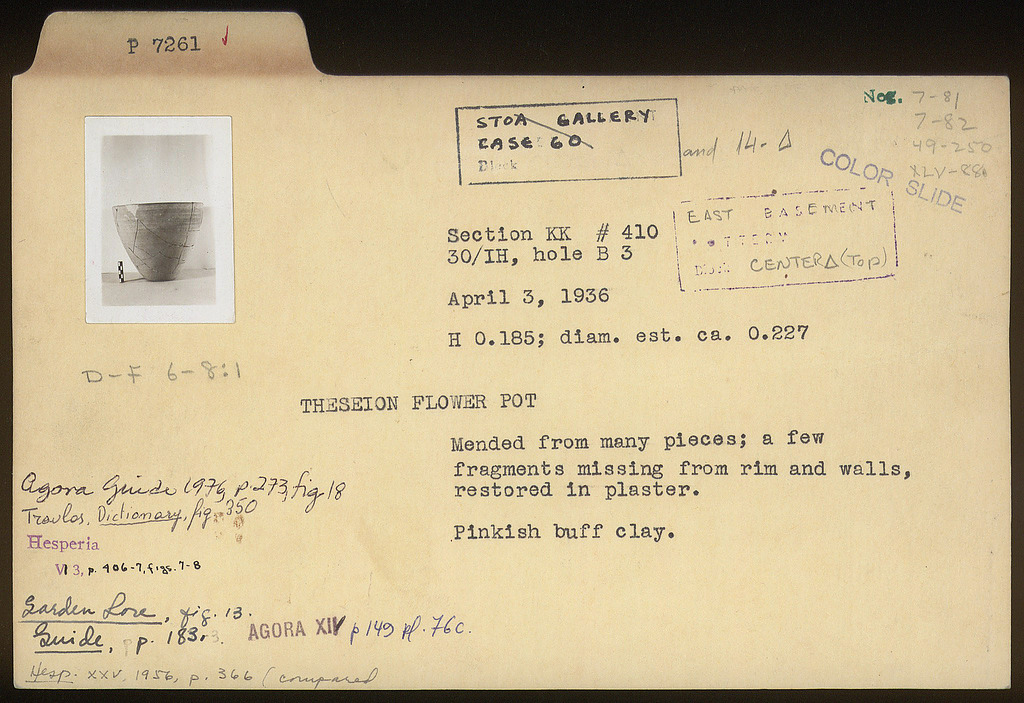 P 7261 ✓
Neg. 7-81
7-82
49-250
XLV-88
COLOR SLIDE
STOA GALLERY
CASE 60
Block
and 14-Δ
EAST BASEMENT
CENTERΔ(Top)
Section KK # 410
30/IH, hole B 3
April 3, 1936
H 0.185; diam. est. ca. 0.227
D-F 6-8:1
THESEION FLOWER POT
Mended from many pieces; a few
fragments missing from rim and walls,
restored in plaster.
Pinkish buff clay.
Agora Guide 1976, p.273, fig 18
Travlos, Dictionary, fig. 350
Hesperia
VI 3, p. 406-7, figs. 7-8
Garden Lore, fig. 13.
Guide, p. 183.
AGORA XIV p 149 pl. 76c.
Hesp. XXV, 1956, p. 366 (compared